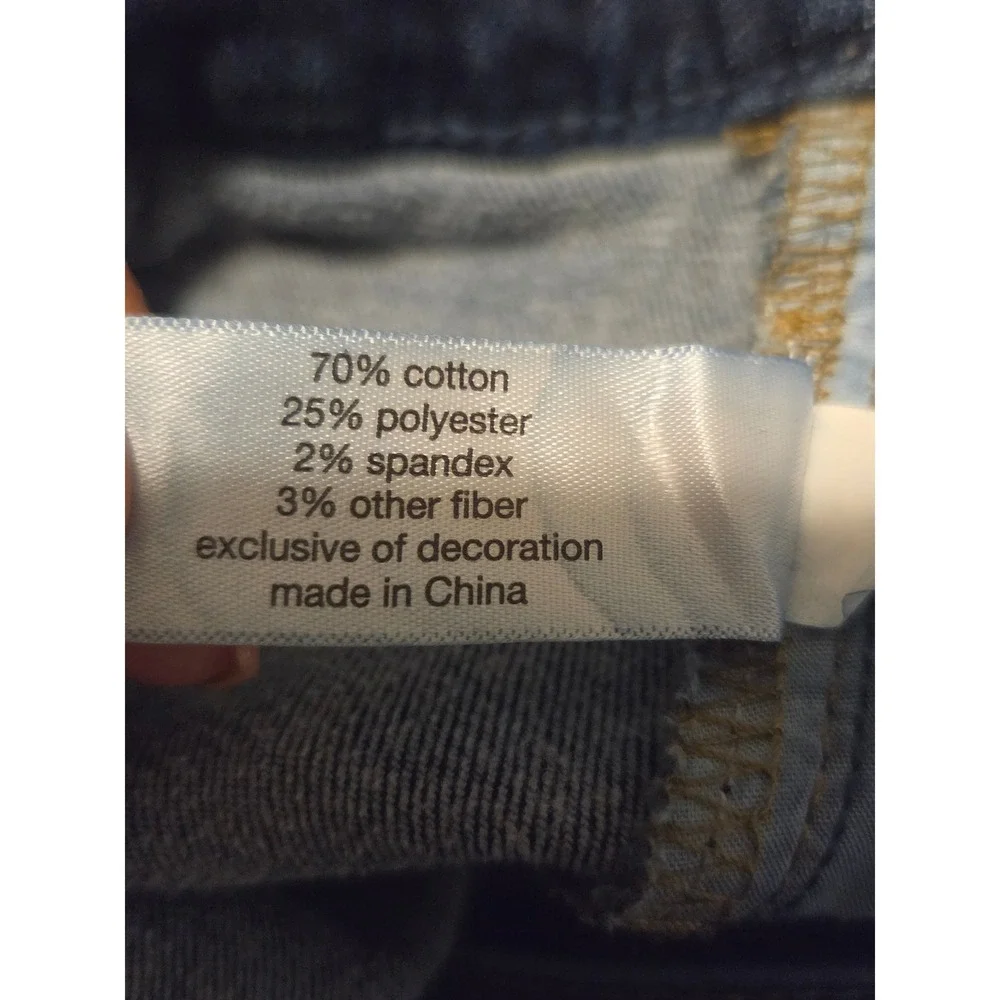 70% cotton
25% polyester
2% spandex
3% other fiber
exclusive of decoration
made in China